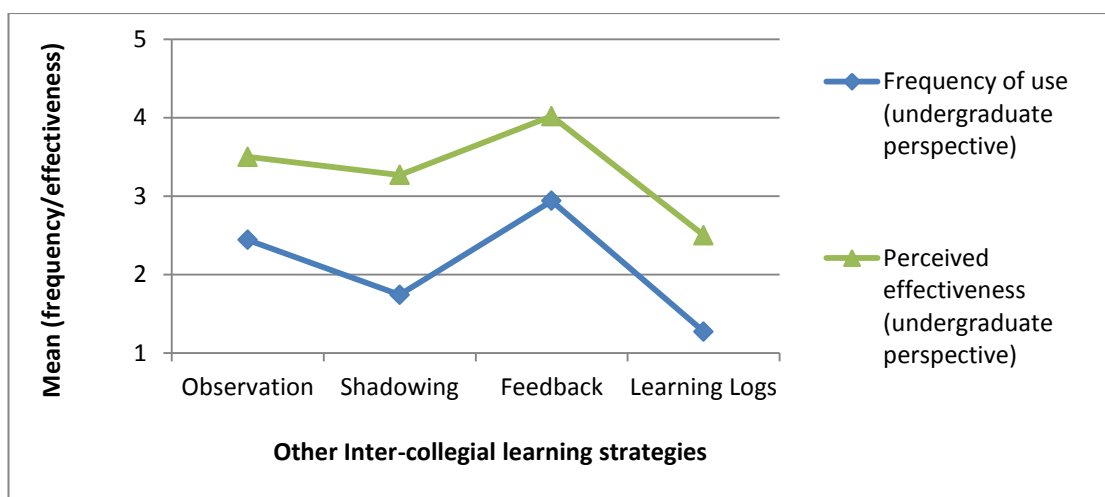 Mean (frequency/effectiveness)
5
4
3
2
1
Observation
Shadowing
Feedback
Learning Logs
Other Inter-collegial learning strategies
Frequency of use
(undergraduate
perspective)
Perceived
effectiveness
(undergraduate
perspective)